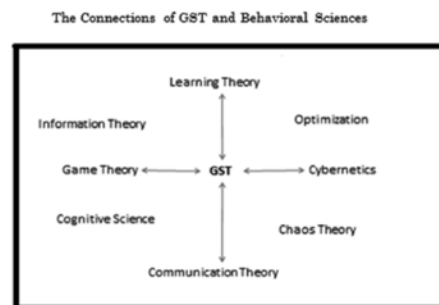 The Connections of GST and Behavioral Sciences
Learning Theory
Information Theory
Optimization
Game Theory
GST
Cybernetics
Cognitive Science
Chaos Theory
Communication Theory